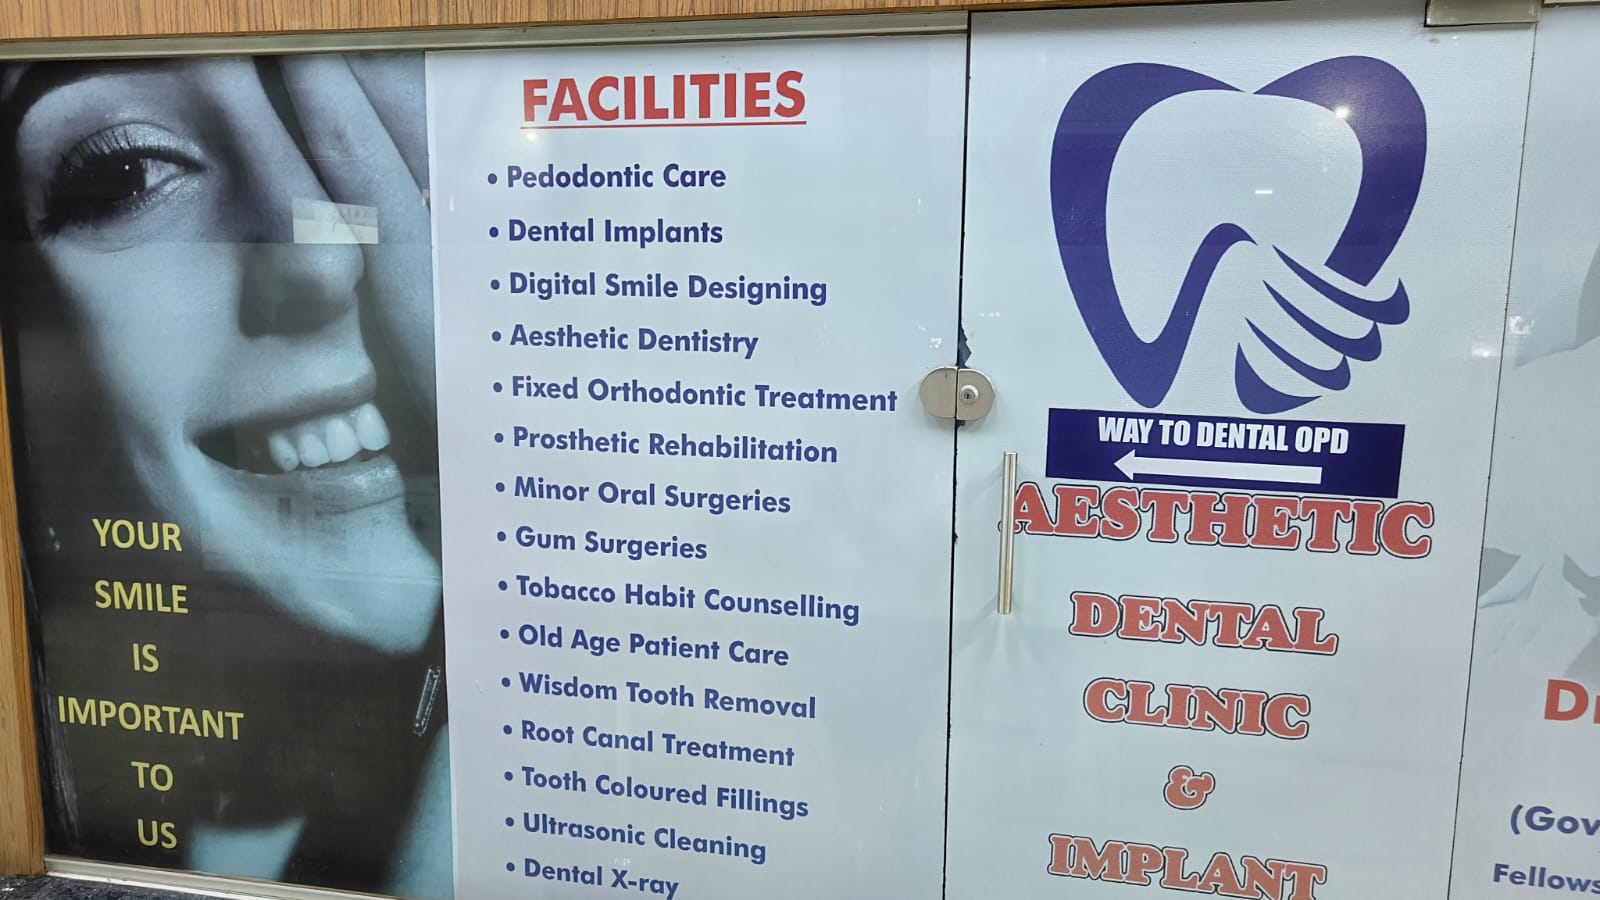 YOUR
SMILE
IS
IMPORTANT
TO
US
FACILITIES
• Pedodontic Care
• Dental Implants
• Digital Smile Designing
• Aesthetic Dentistry
• Fixed Orthodontic Treatment
• Prosthetic Rehabilitation
• Minor Oral Surgeries
• Gum Surgeries
• Tobacco Habit Counselling
• Old Age Patient Care
• Wisdom Tooth Removal
• Root Canal Treatment
• Tooth Coloured Fillings
• Ultrasonic Cleaning
• Dental X-ray
WAY TO DENTAL OPD
AESTHETIC
DENTAL
CLINIC
&
IMPLANT